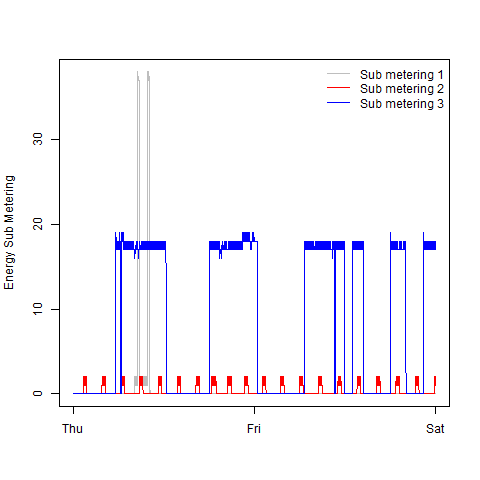 Sub metering 1
Sub metering 2
Sub metering 3
Energy Sub Metering
30
20
10
0
Thu
Fri
Sat